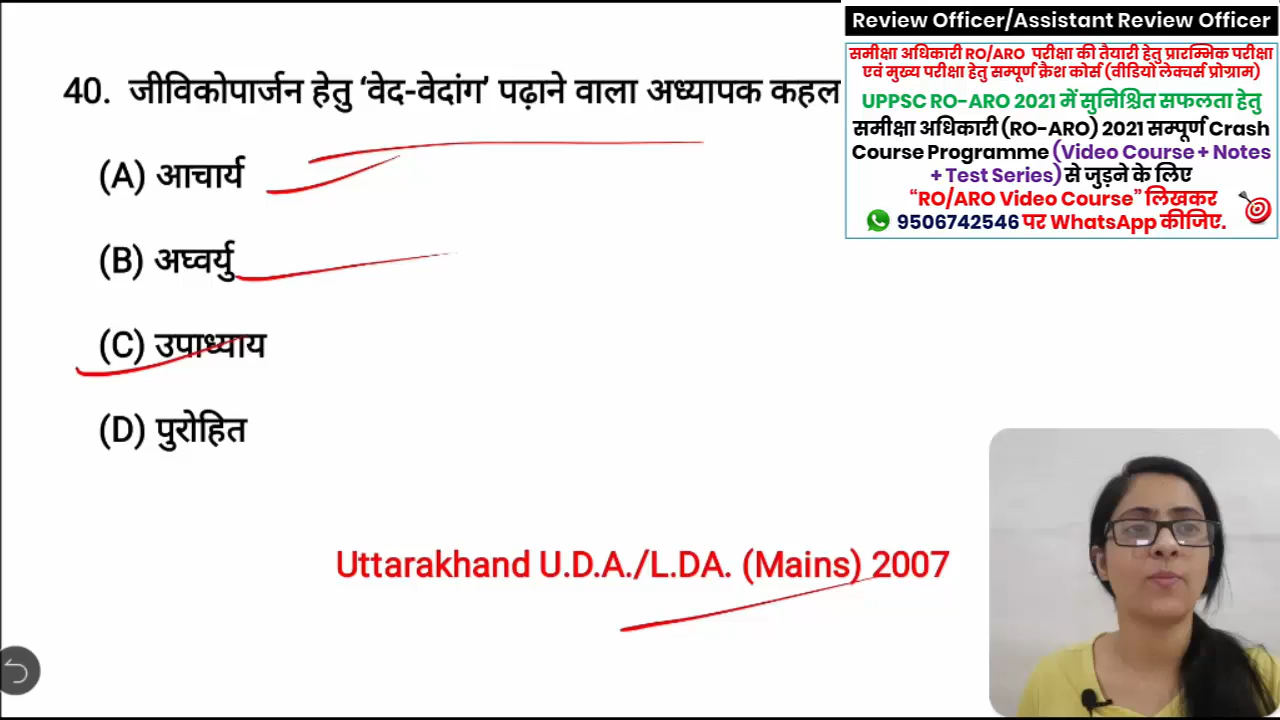 40. जीविकोपार्जन हेतु ‘वेद-वेदांग’ पढ़ाने वाला अध्यापक कहल
(A) आचार्य
(B) अघ्वर्यु
(C) उपाध्याय
(D) पुरोहित
Uttarakhand U.D.A./L.DA. (Mains) 2007
Review Officer/Assistant Review Officer
समीक्षा अधिकारी RO/ARO परीक्षा की तैयारी हेतु प्रारम्भिक परीक्षा
एवं मुख्य परीक्षा हेतु सम्पूर्ण क्रैश कोर्स (वीडियो लेक्चर्स प्रोग्राम)
UPPSC RO-ARO 2021 में सुनिश्चित सफलता हेतु
समीक्षा अधिकारी (RO-ARO) 2021 सम्पूर्ण Crash
Course Programme (Video Course + Notes
+ Test Series) से जुड़ने के लिए
“RO/ARO Video Course” लिखकर
9506742546 पर WhatsApp कीजिए.